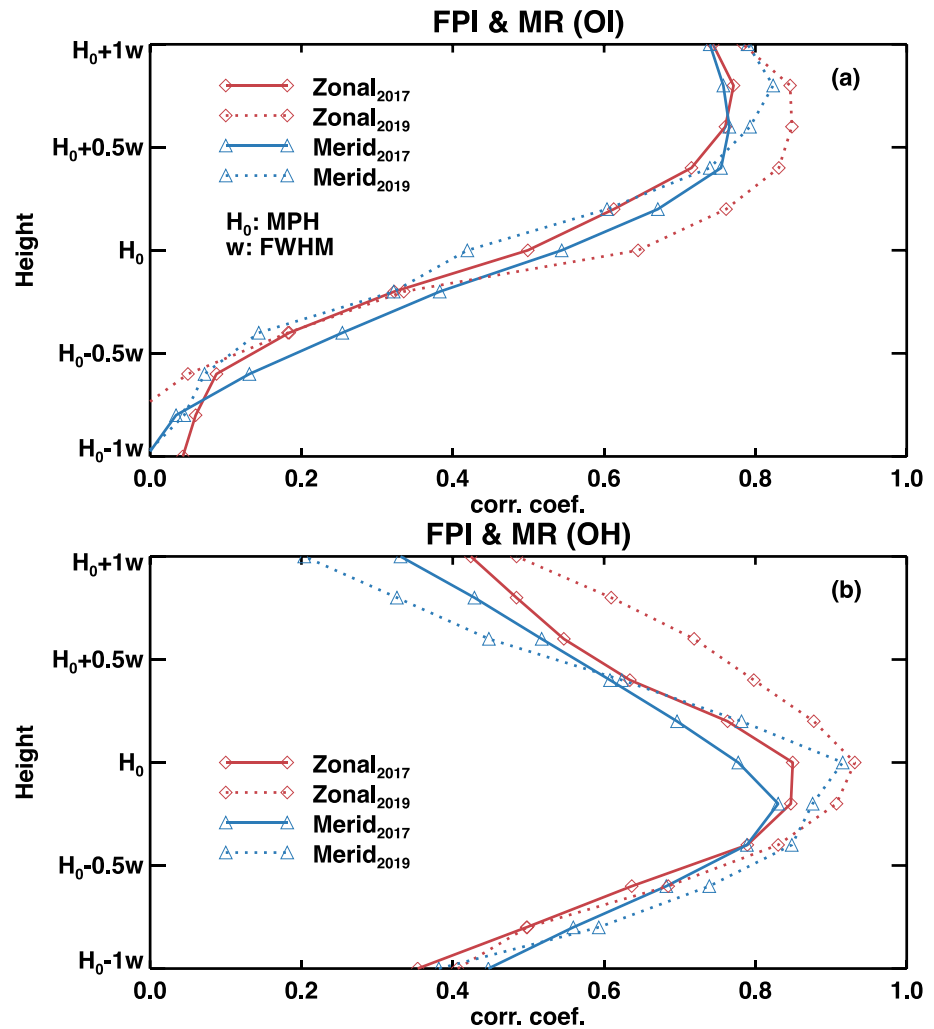 FPI & MR (OI)
(a)
H₀+1w
H₀+0.5w
H₀
H₀-0.5w
H₀-1w
Height
Zonal₂₀₁₇
Zonal₂₀₁₉
Merid₂₀₁₇
Merid₂₀₁₉
H₀: MPH
w: FWHM
0.0 0.2 0.4 0.6 0.8 1.0
corr. coef.
FPI & MR (OH)
(b)
H₀+1w
H₀+0.5w
H₀
H₀-0.5w
H₀-1w
Height
Zonal₂₀₁₇
Zonal₂₀₁₉
Merid₂₀₁₇
Merid₂₀₁₉
0.0 0.2 0.4 0.6 0.8 1.0
corr. coef.